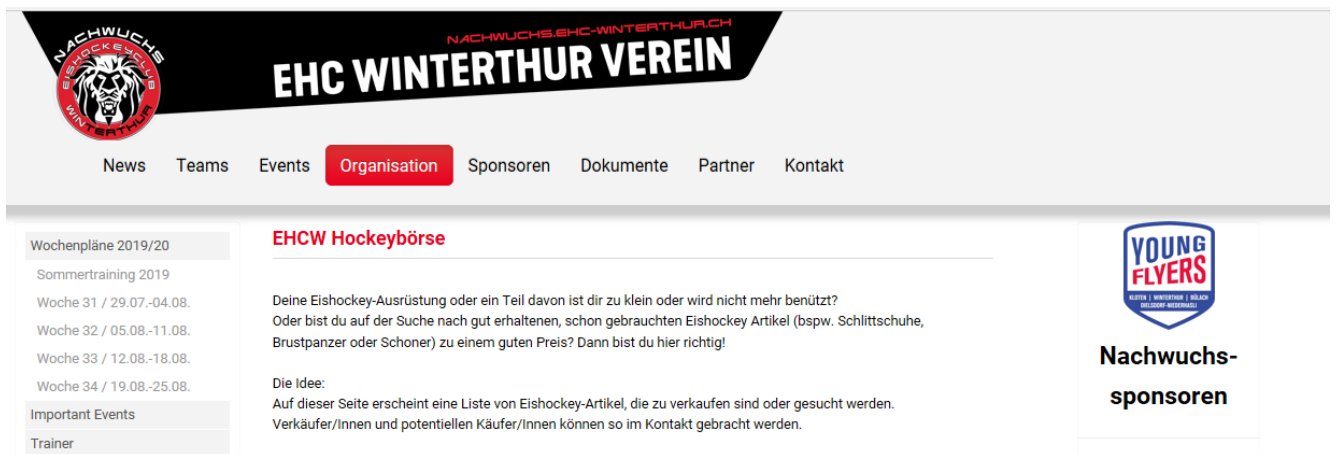 NACHWUCHS
EISHOCKEYCLUB
WINTERTHUR
NACHWUCHS.EHC-WINTERTHUR.CH
EHC WINTERTHUR VEREIN
News Teams Events Organisation Sponsoren Dokumente Partner Kontakt
Wochenpläne 2019/20
Sommertraining 2019
Woche 31 / 29.07.-04.08.
Woche 32 / 05.08.-11.08.
Woche 33 / 12.08.-18.08.
Woche 34 / 19.08.-25.08.
Important Events
Trainer
EHCW Hockeybörse
Deine Eishockey-Ausrüstung oder ein Teil davon ist dir zu klein oder wird nicht mehr benützt?
Oder bist du auf der Suche nach gut erhaltenen, schon gebrauchten Eishockey Artikel (bspw. Schlittschuhe,
Brustpanzer oder Schoner) zu einem guten Preis? Dann bist du hier richtig!
Die Idee:
Auf dieser Seite erscheint eine Liste von Eishockey-Artikel, die zu verkaufen sind oder gesucht werden.
Verkäufer/Innen und potentiellen Käufer/Innen können so im Kontakt gebracht werden.
YOUNG
FLYERS
KLOTEN | WINTERTHUR | BÜLACH
DIELSDORF-NIEDERHASLI
Nachwuchs-
sponsoren